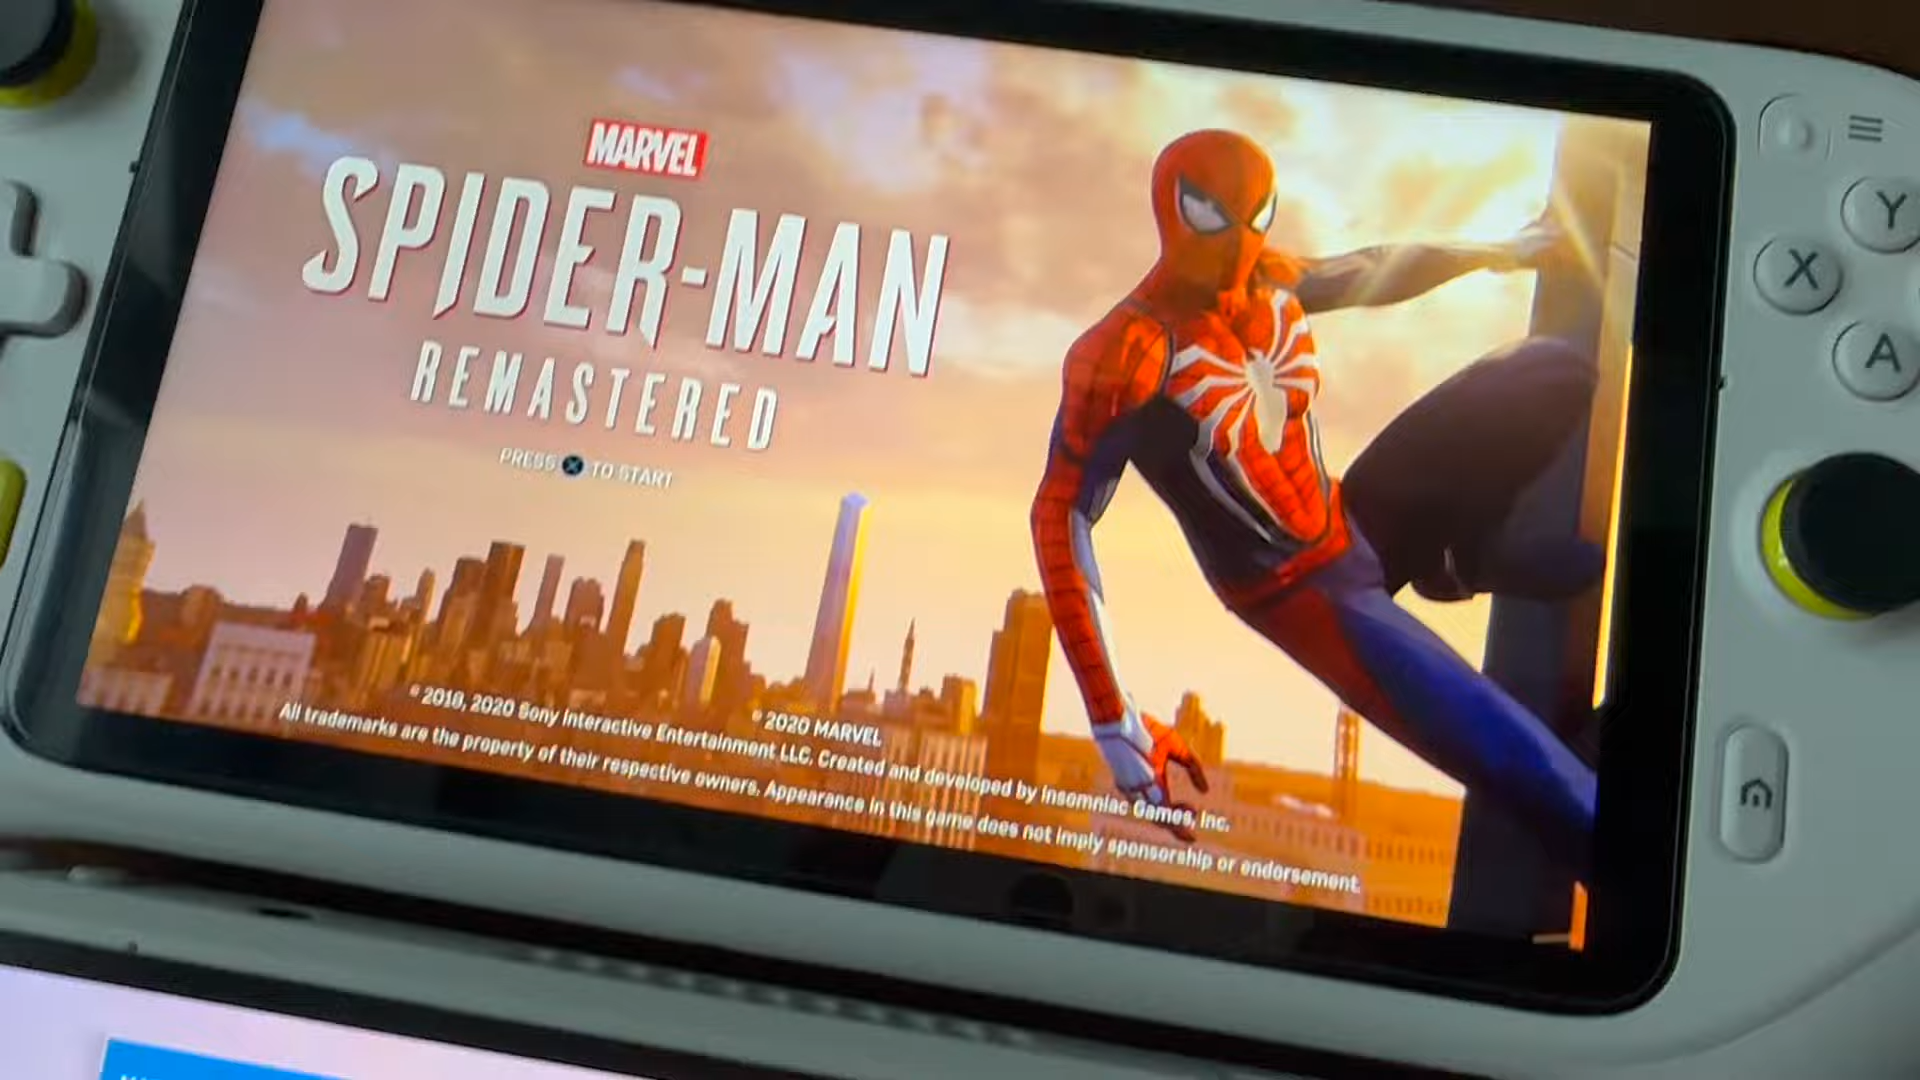 MARVEL
SPIDER-MAN
REMASTERED
PRESS TO START
© 2018, 2020 Sony Interactive Entertainment LLC. Created and developed by Insomniac Games, Inc.
© 2020 MARVEL
All trademarks are the property of their respective owners. Appearance in this game does not imply sponsorship or endorsement.
Y
X
A